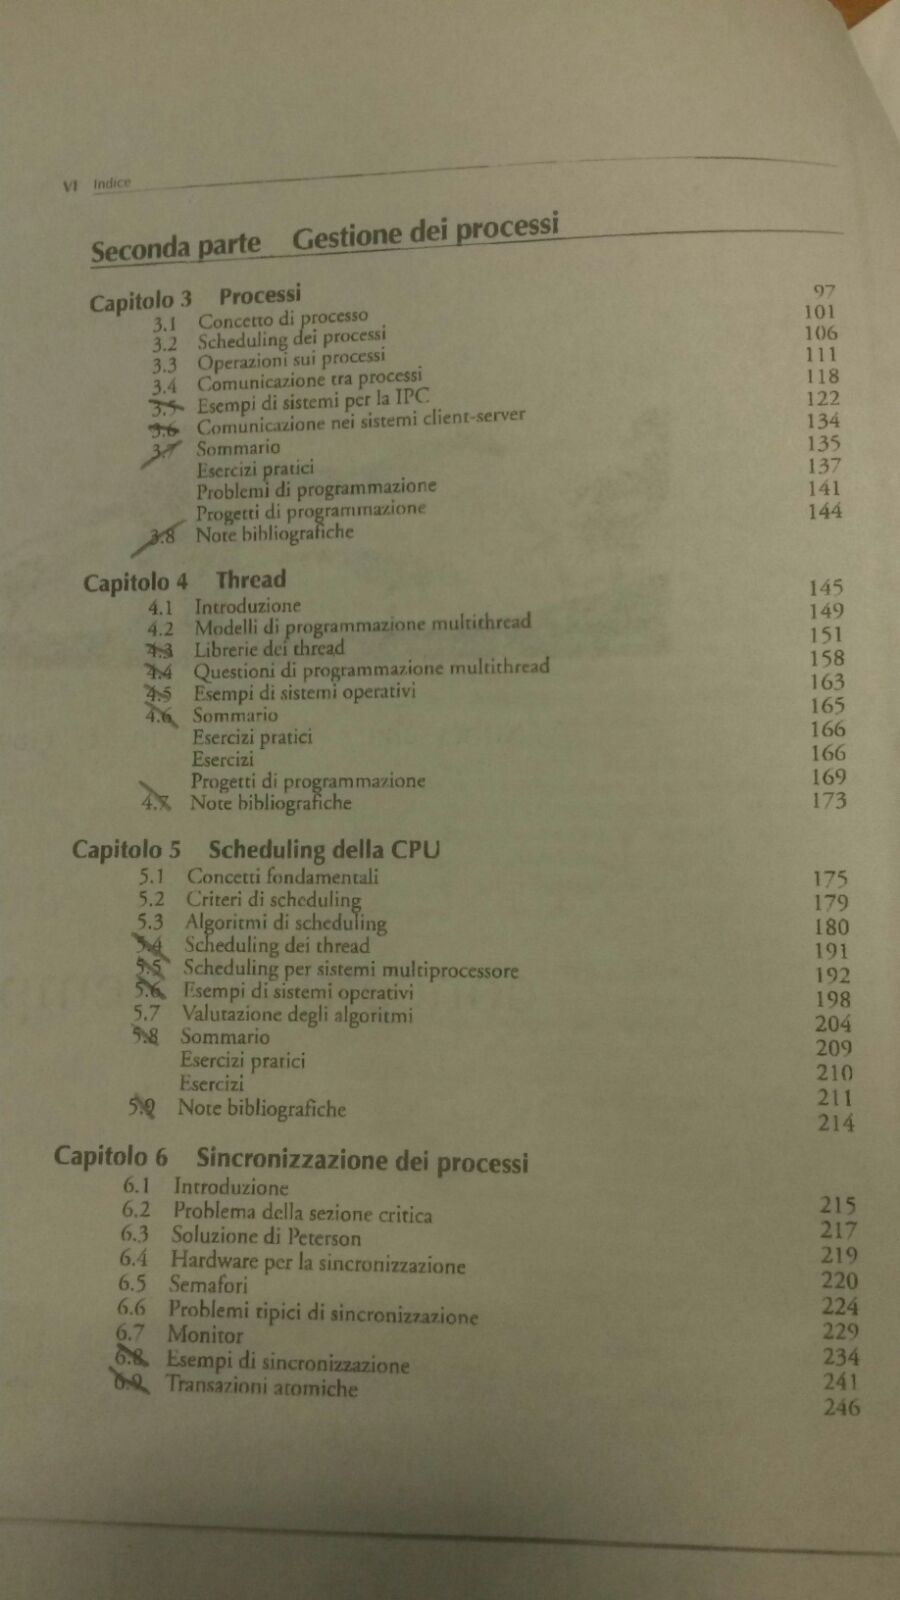 VI Indice
Seconda parte Gestione dei processi
Capitolo 3 Processi
3.1 Concetto di processo 97
3.2 Scheduling dei processi 101
3.3 Operazioni sui processi 106
3.4 Comunicazione tra processi 111
3.5 Esempi di sistemi per la IPC 118
3.6 Comunicazione nei sistemi client-server 122
3.7 Sommario 134
Esercizi pratici 135
Problemi di programmazione 137
Progetti di programmazione 141
3.8 Note bibliografiche 144
Capitolo 4 Thread
4.1 Introduzione 145
4.2 Modelli di programmazione multithread 149
4.3 Librerie dei thread 151
4.4 Questioni di programmazione multithread 158
4.5 Esempi di sistemi operativi 163
4.6 Sommario 165
Esercizi pratici 166
Esercizi 166
Progetti di programmazione 169
4.7 Note bibliografiche 173
Capitolo 5 Scheduling della CPU
5.1 Concetti fondamentali 175
5.2 Criteri di scheduling 179
5.3 Algoritmi di scheduling 180
5.4 Scheduling dei thread 191
5.5 Scheduling per sistemi multiprocessore 192
5.6 Esempi di sistemi operativi 198
5.7 Valutazione degli algoritmi 204
5.8 Sommario 209
Esercizi pratici 210
Esercizi 211
5.9 Note bibliografiche 214
Capitolo 6 Sincronizzazione dei processi
6.1 Introduzione 215
6.2 Problema della sezione critica 217
6.3 Soluzione di Peterson 219
6.4 Hardware per la sincronizzazione 220
6.5 Semafori 224
6.6 Problemi tipici di sincronizzazione 229
6.7 Monitor 234
6.8 Esempi di sincronizzazione 241
6.9 Transazioni atomiche 246